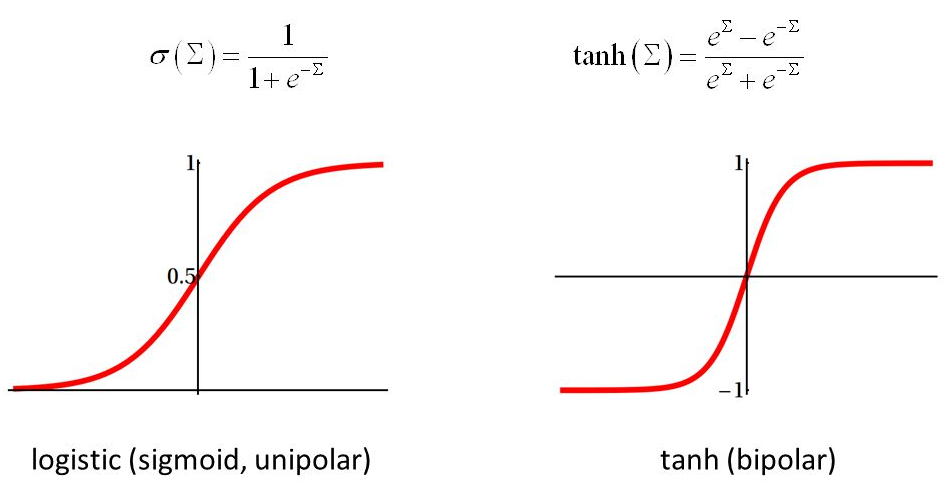 σ(Σ) = 1 / (1 + e^{-Σ})
tanh(Σ) = (e^{Σ} − e^{-Σ}) / (e^{Σ} + e^{-Σ})
1
0.5
logistic (sigmoid, unipolar)
1
−1
tanh (bipolar)